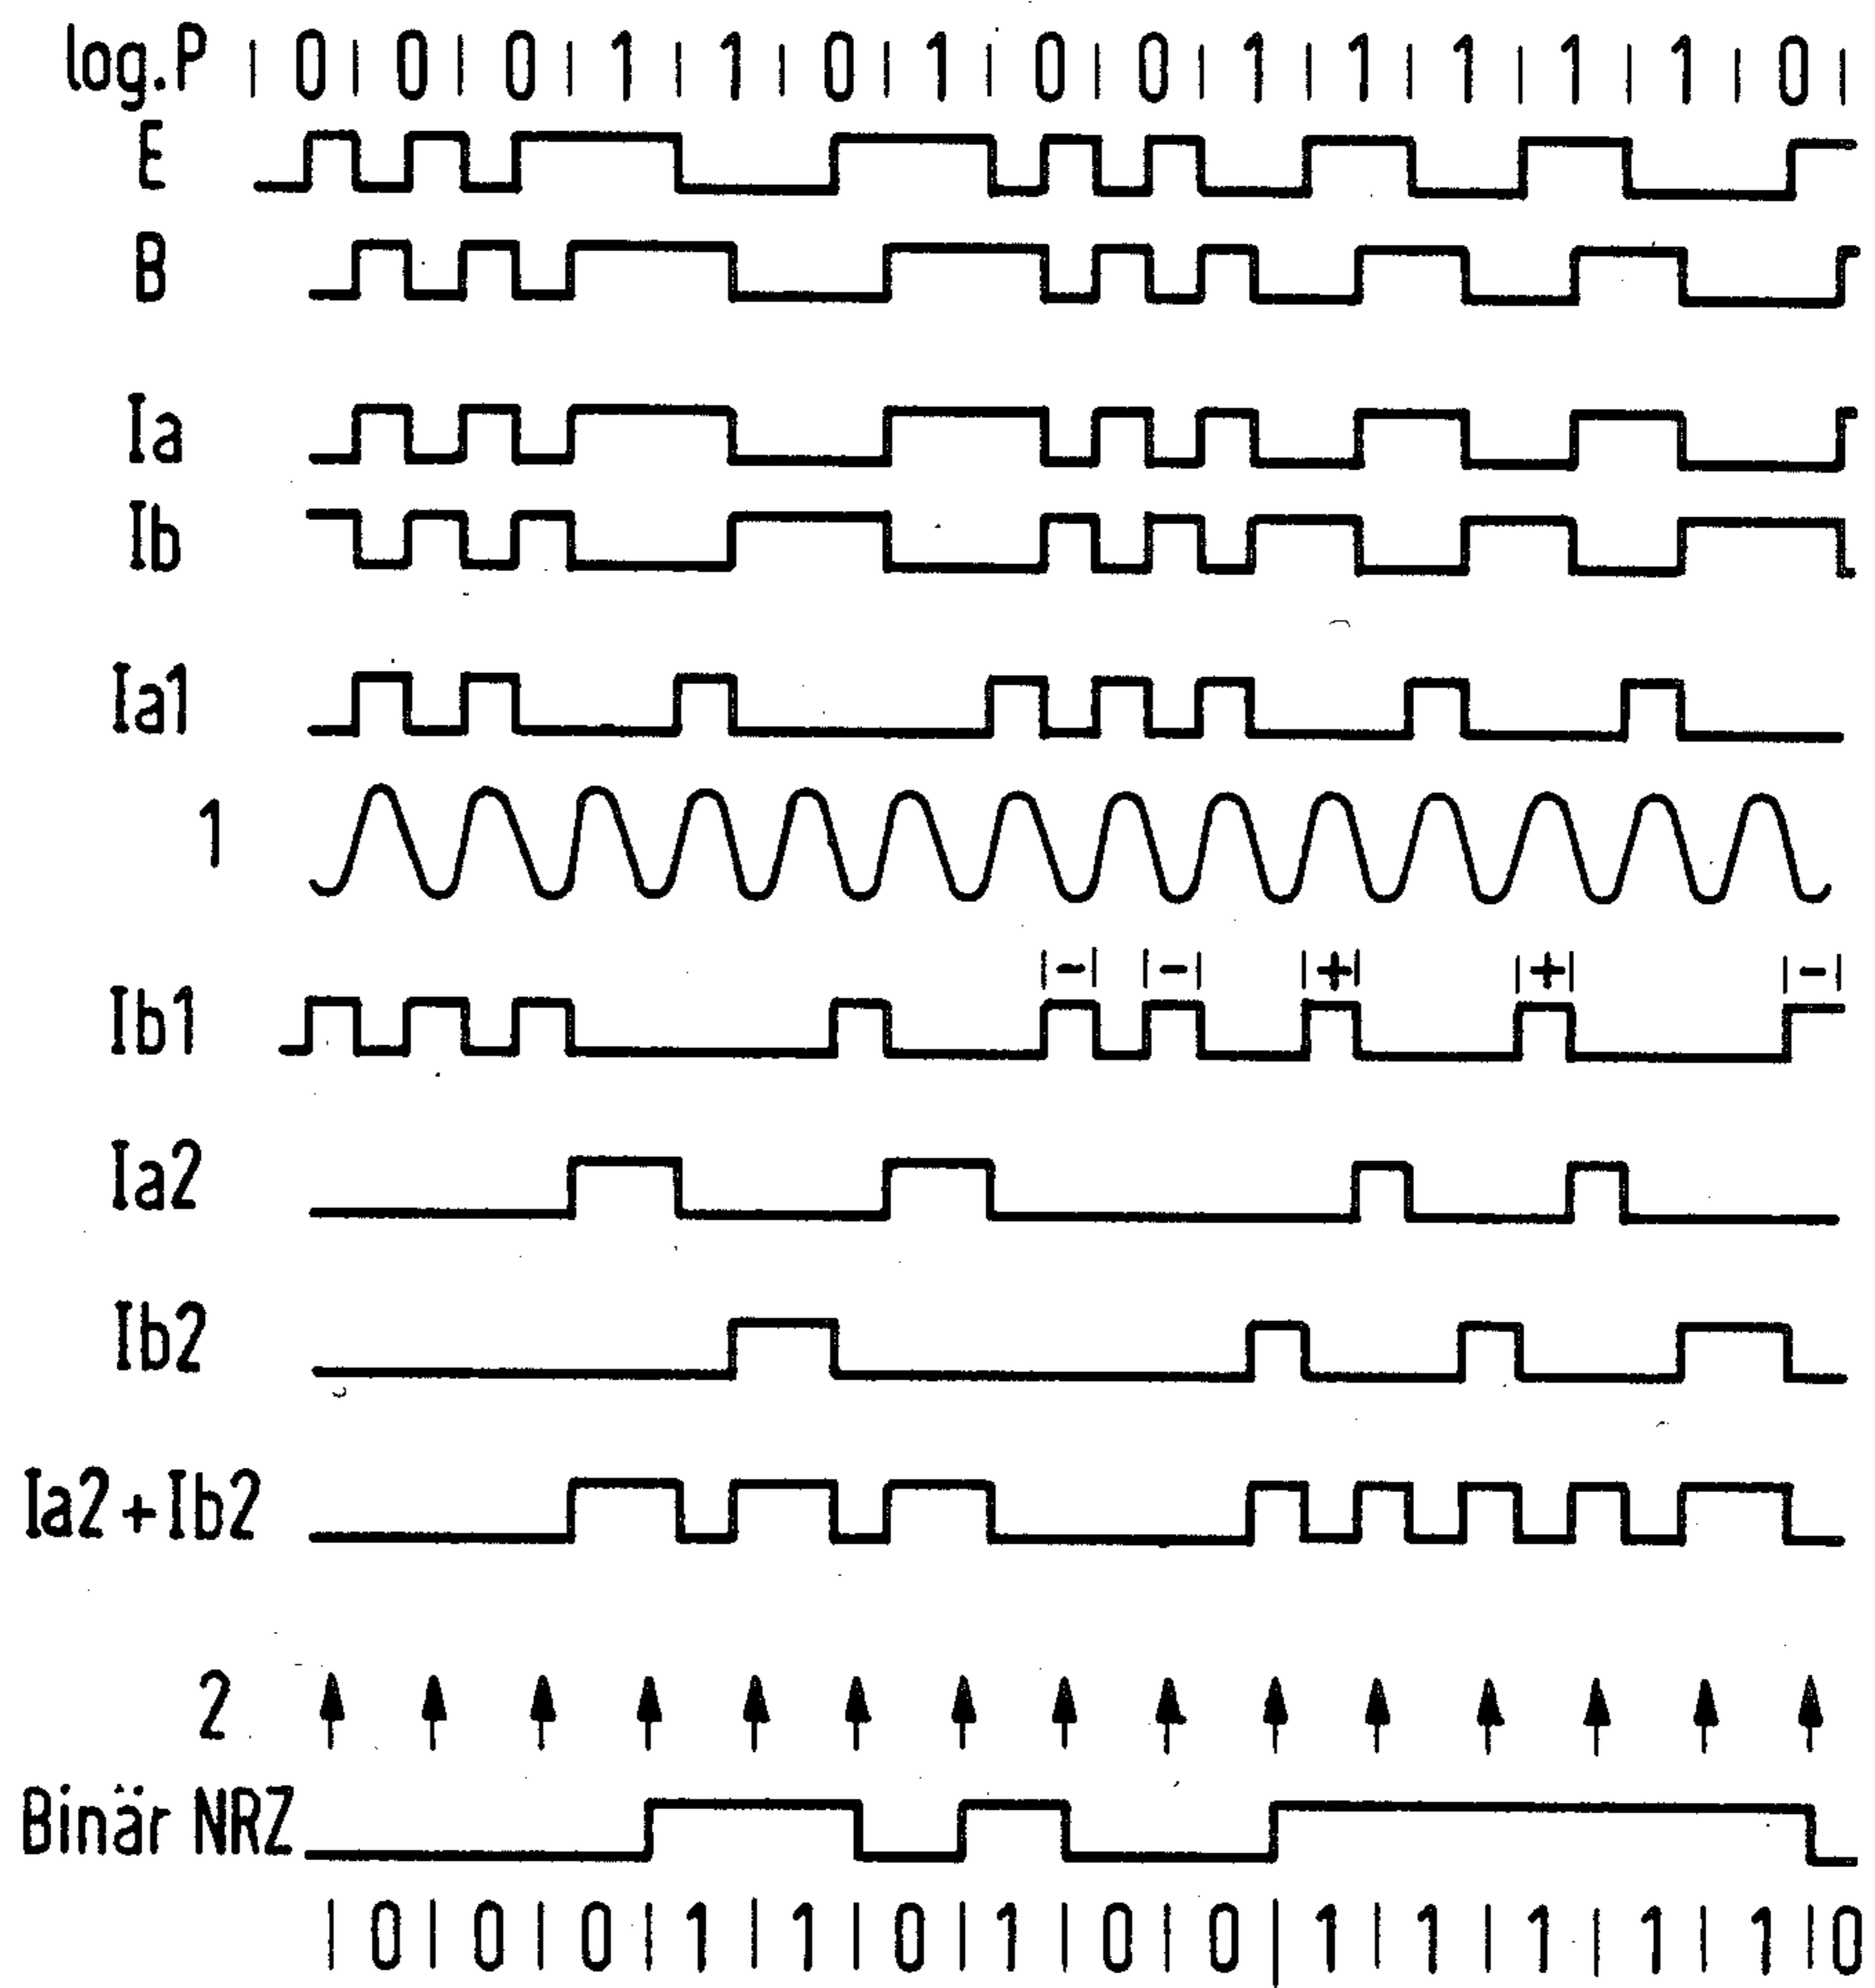 log.P | 0 | 0 | 0 | 1 | 1 | 0 | 1 | 0 | 0 | 1 | 1 | 1 | 1 | 1 | 0 |
E
B
Ia
Ib
Ia1
1
|-| |-| |+| |+| |-|
Ib1
Ia2
Ib2
Ia2+Ib2
2
Binär NRZ
| 0 | 0 | 0 | 1 | 1 | 0 | 1 | 0 | 0 | 1 | 1 | 1 | 1 | 1 | 0